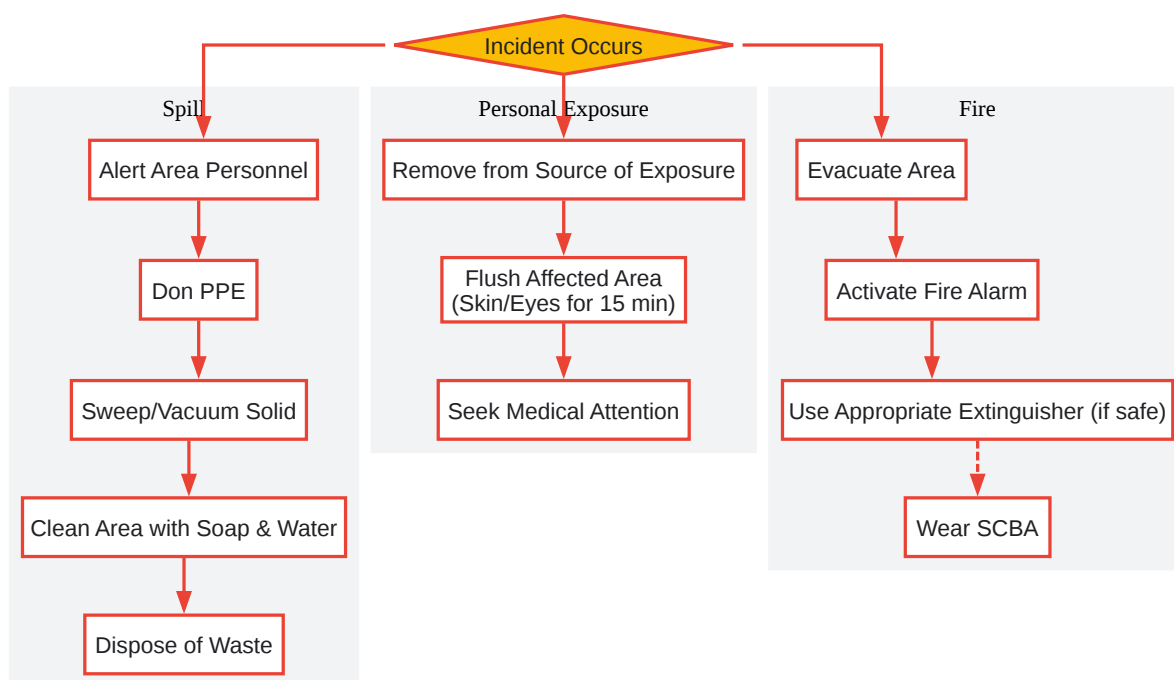 Incident Occurs
Spill
Alert Area Personnel
Don PPE
Sweep/Vacuum Solid
Clean Area with Soap & Water
Dispose of Waste
Personal Exposure
Remove from Source of Exposure
Flush Affected Area
(Skin/Eyes for 15 min)
Seek Medical Attention
Fire
Evacuate Area
Activate Fire Alarm
Use Appropriate Extinguisher (if safe)
Wear SCBA